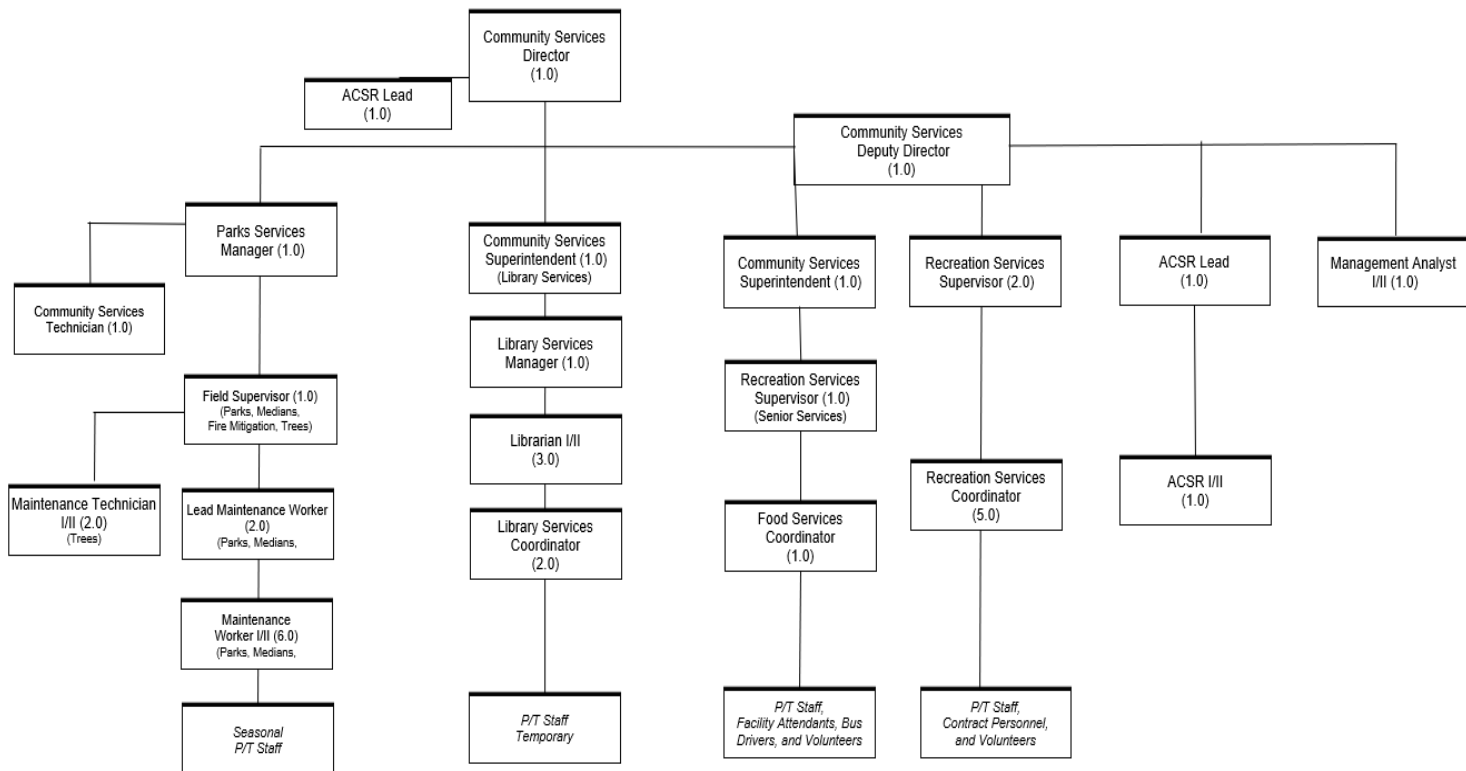 Community Services
Director
(1.0)
ACSR Lead
(1.0)
Community Services
Deputy Director
(1.0)
Parks Services
Manager (1.0)
Community Services
Technician (1.0)
Field Supervisor (1.0)
(Parks, Medians,
Fire Mitigation, Trees)
Maintenance Technician
I/II (2.0)
(Trees)
Lead Maintenance Worker
(2.0)
(Parks, Medians,
Maintenance
Worker I/II (6.0)
(Parks, Medians,
Seasonal
P/T Staff
Community Services
Superintendent (1.0)
(Library Services)
Library Services
Manager (1.0)
Librarian I/II
(3.0)
Library Services
Coordinator
(2.0)
P/T Staff
Temporary
Community Services
Superintendent (1.0)
Recreation Services
Supervisor (1.0)
(Senior Services)
Food Services
Coordinator
(1.0)
P/T Staff,
Facility Attendants, Bus
Drivers, and Volunteers
Recreation Services
Supervisor (2.0)
Recreation Services
Coordinator
(5.0)
P/T Staff,
Contract Personnel,
and Volunteers
ACSR Lead
(1.0)
ACSR I/II
(1.0)
Management Analyst
I/II (1.0)